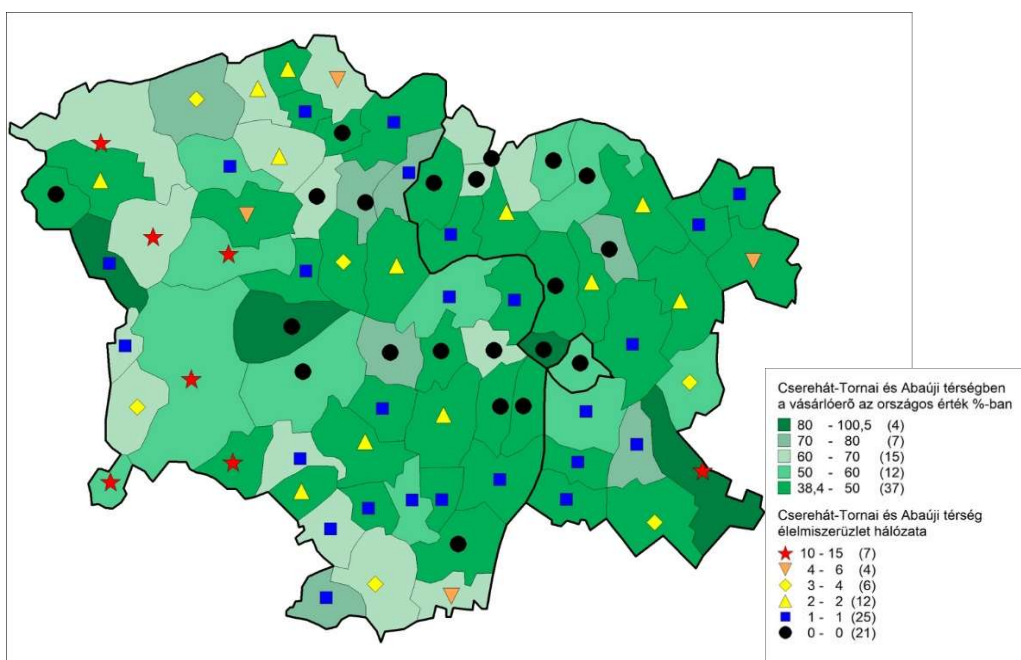 Cserehát-Tornai és Abaúji térségben
a vásárlóerő az országos érték %-ban
80 - 100,5 (4)
70 - 80 (7)
60 - 70 (15)
50 - 60 (12)
38,4 - 50 (37)
Cserehát-Tornai és Abaúji térség
élelmiszerüzlet hálózata
10 - 15 (7)
4 - 6 (4)
3 - 4 (6)
2 - 2 (12)
1 - 1 (25)
0 - 0 (21)